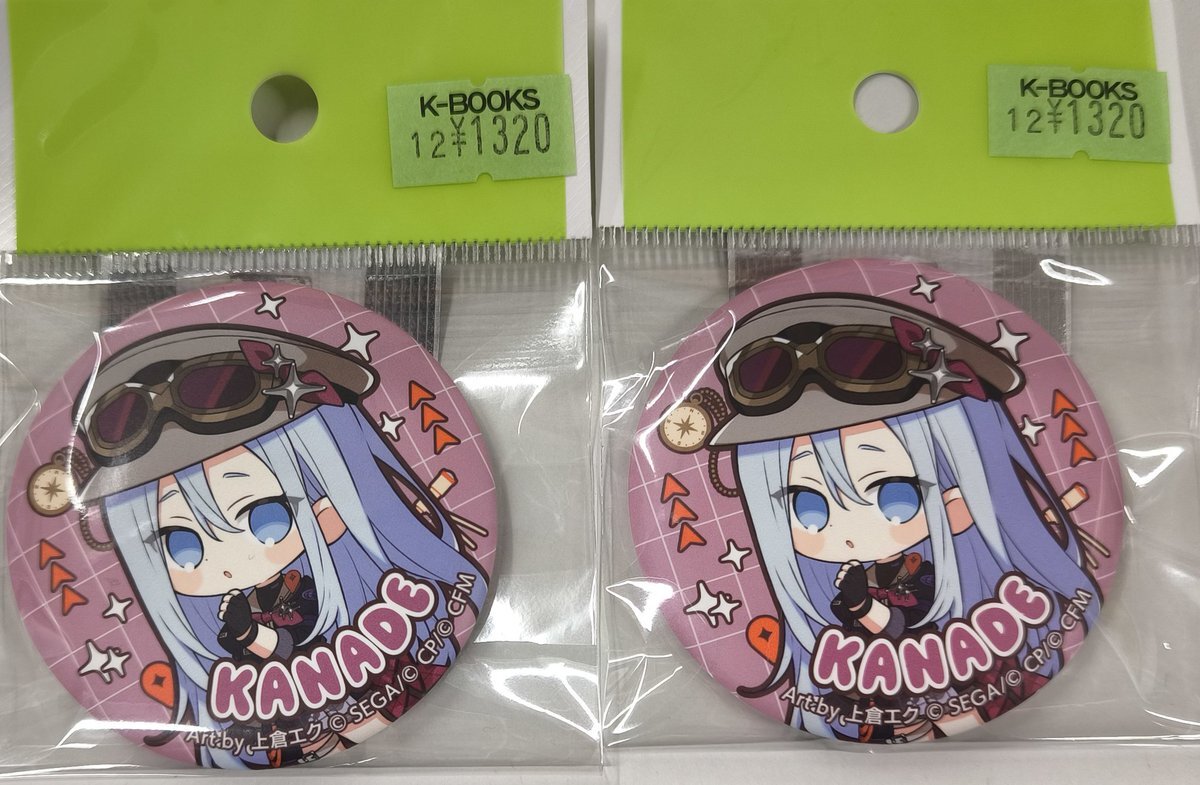 K-BOOKS
12¥1320
KANADE
Art by 上倉エク © SEGA/© CP/© CFM
K-BOOKS
12¥1320
KANADE
Art by 上倉エク © SEGA/© CP/© CFM